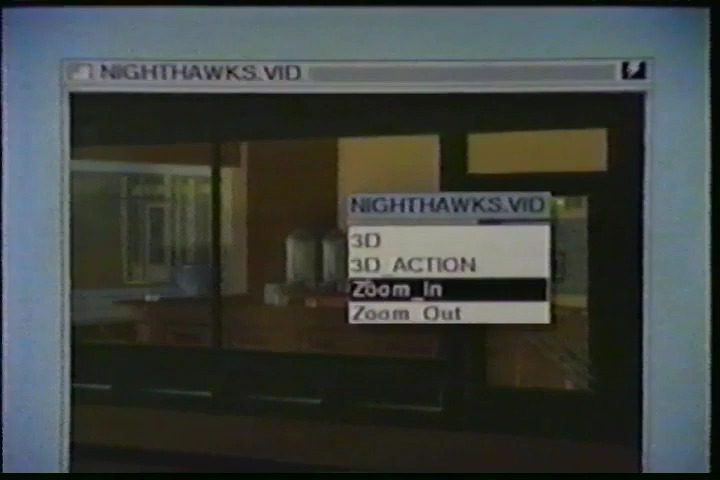 NIGHTHAWKS.VID
NIGHTHAWKS.VID
3D
3D_ACTION
Zoom_In
Zoom_Out